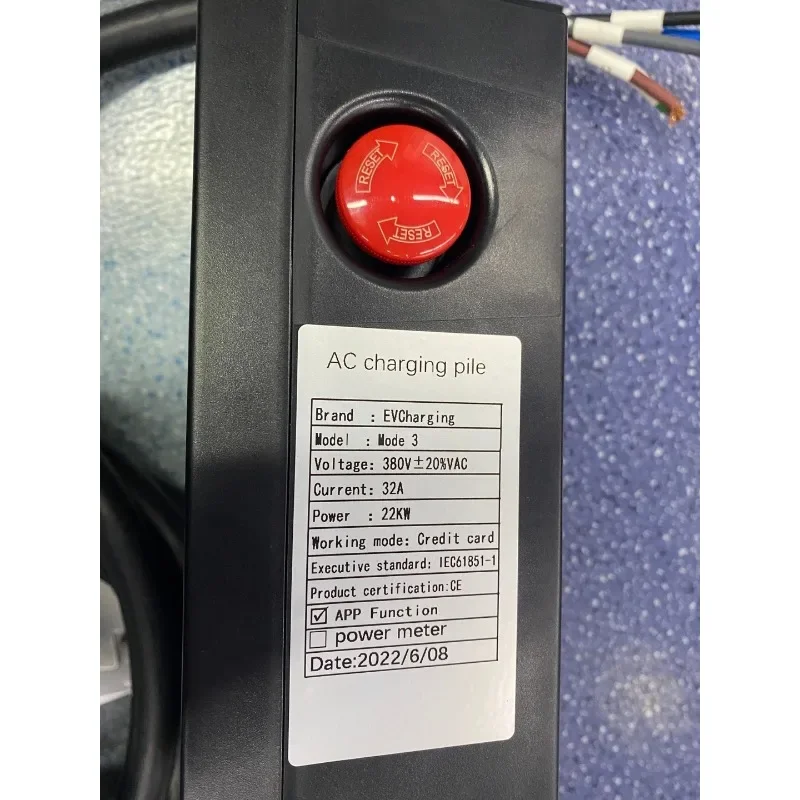 RESET
RESET
RESET
AC charging pile
Brand : EVCharging
Model : Mode 3
Voltage: 380V±20%VAC
Current: 32A
Power : 22KW
Working mode: Credit card
Executive standard: IEC61851-1
Product certification:CE
☑ APP Function
☐ power meter
Date:2022/6/08